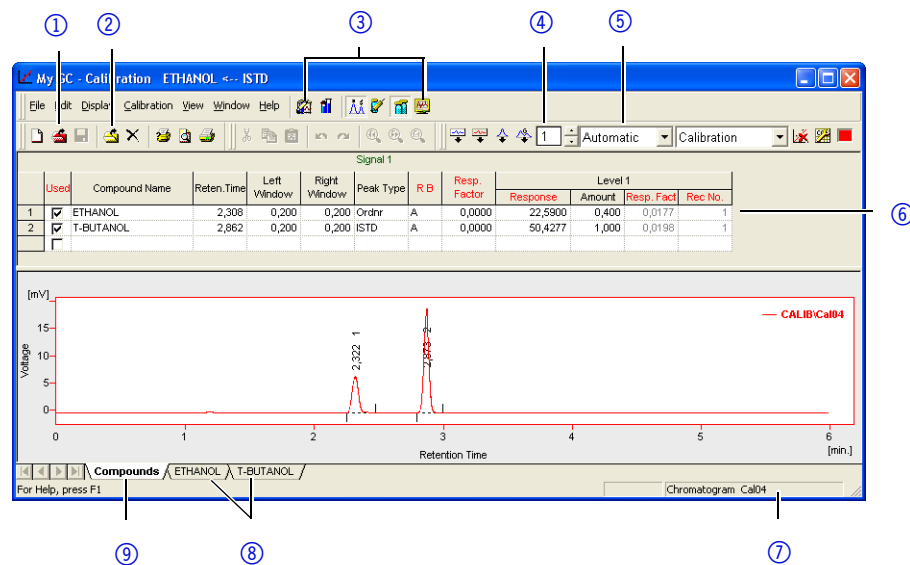 ① ② ③ ④ ⑤
My GC - Calibration ETHANOL <-- ISTD
File Edit Display Calibration View Window Help
1 Automatic Calibration
Signal 1
Used Compound Name Reten.Time Left Window Right Window Peak Type R B Resp. Factor Level 1
Response Amount Resp. Fact Rec No.
1 ETHANOL 2,308 0,200 0,200 Ordnr A 0,0000 22,5900 0,400 0,0177 1
2 T-BUTANOL 2,862 0,200 0,200 ISTD A 0,0000 50,4277 1,000 0,0198 1
⑥
[mV]
CALIB\Cal04
15
10
5
0
Voltage
2,322 1
2,873 2
0 1 2 3 4 5 6
Retention Time [min.]
Compounds ETHANOL T-BUTANOL
For Help, press F1 Chromatogram Cal04
⑨ ⑧ ⑦